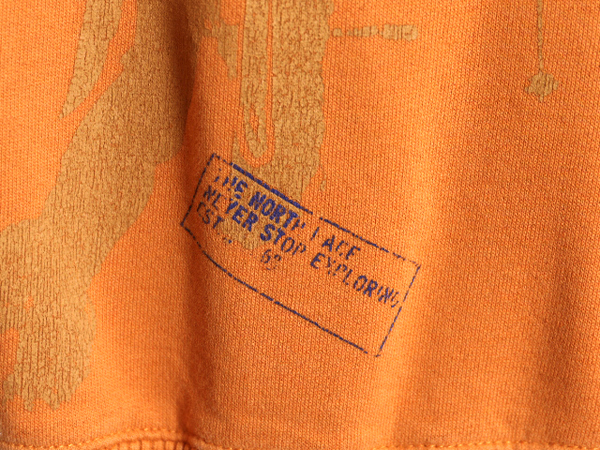 THE NORTH FACE
NEVER STOP EXPLORING
EST